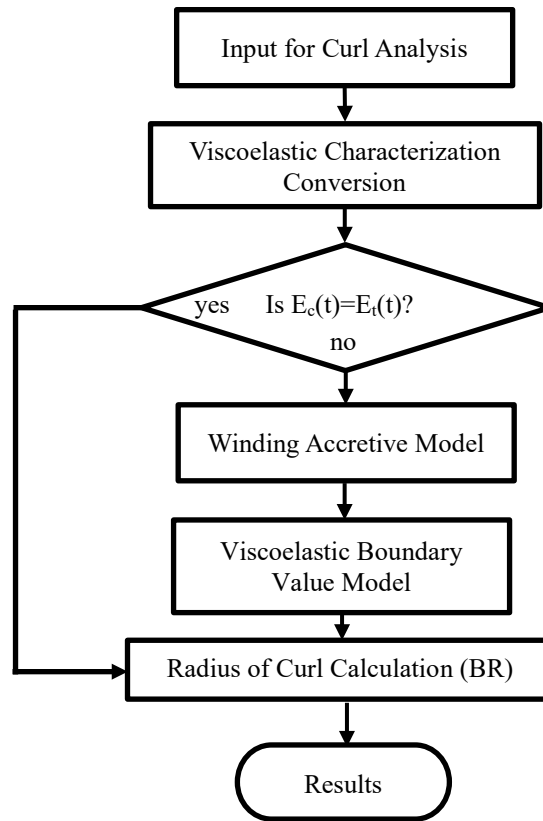 Input for Curl Analysis
Viscoelastic Characterization
Conversion
yes Is E_c(t)=E_t(t)?
no
Winding Accretive Model
Viscoelastic Boundary
Value Model
Radius of Curl Calculation (BR)
Results